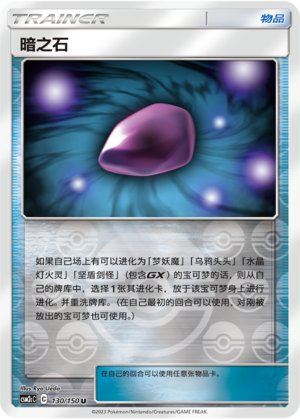 TRAINER
物品
暗之石
如果自己场上有可以进化为「梦妖魔」「乌鸦头头」「水晶
灯火灵」「坚盾剑怪」（包含GX）的宝可梦的话，则从自
己的牌库中，选择1张其进化卡，放于该宝可梦身上进行
进化。并重洗牌库。（在自己最初的回合可以使用、对刚被
放出的宝可梦也可使用。）
CSM2cC G 130/150 U
Illus. Ryo Ueda
在自己的回合可以使用任意张物品卡。
©2023 Pokémon/Nintendo/Creatures/GAME FREAK.